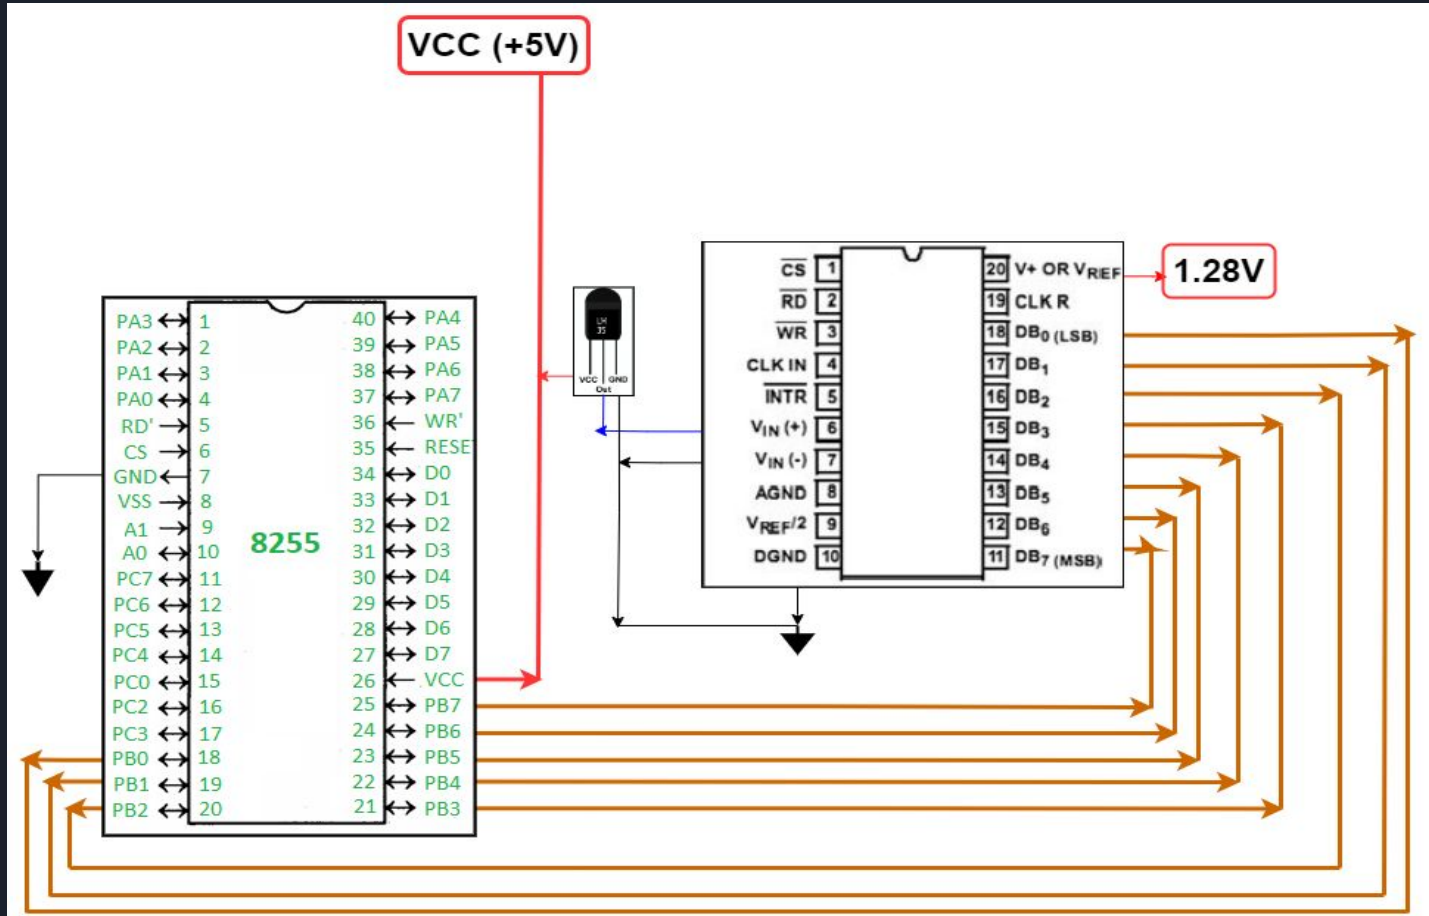 VCC (+5V)
PA3 1
PA2 2
PA1 3
PA0 4
RD' 5
CS 6
GND 7
VSS 8
A1 9
A0 10
PC7 11
PC6 12
PC5 13
PC4 14
PC0 15
PC2 16
PC3 17
PB0 18
PB1 19
PB2 20
8255
40 PA4
39 PA5
38 PA6
37 PA7
36 WR'
35 RESE
34 D0
33 D1
32 D2
31 D3
30 D4
29 D5
28 D6
27 D7
26 VCC
25 PB7
24 PB6
23 PB5
22 PB4
21 PB3
LM
35
VCC GND
Out
C̅S̅ 1
R̅D̅ 2
W̅R̅ 3
CLK IN 4
I̅N̅T̅R̅ 5
VIN (+) 6
VIN (-) 7
AGND 8
VREF/2 9
DGND 10
20 V+ OR VREF
19 CLK R
18 DB0 (LSB)
17 DB1
16 DB2
15 DB3
14 DB4
13 DB5
12 DB6
11 DB7 (MSB)
1.28V